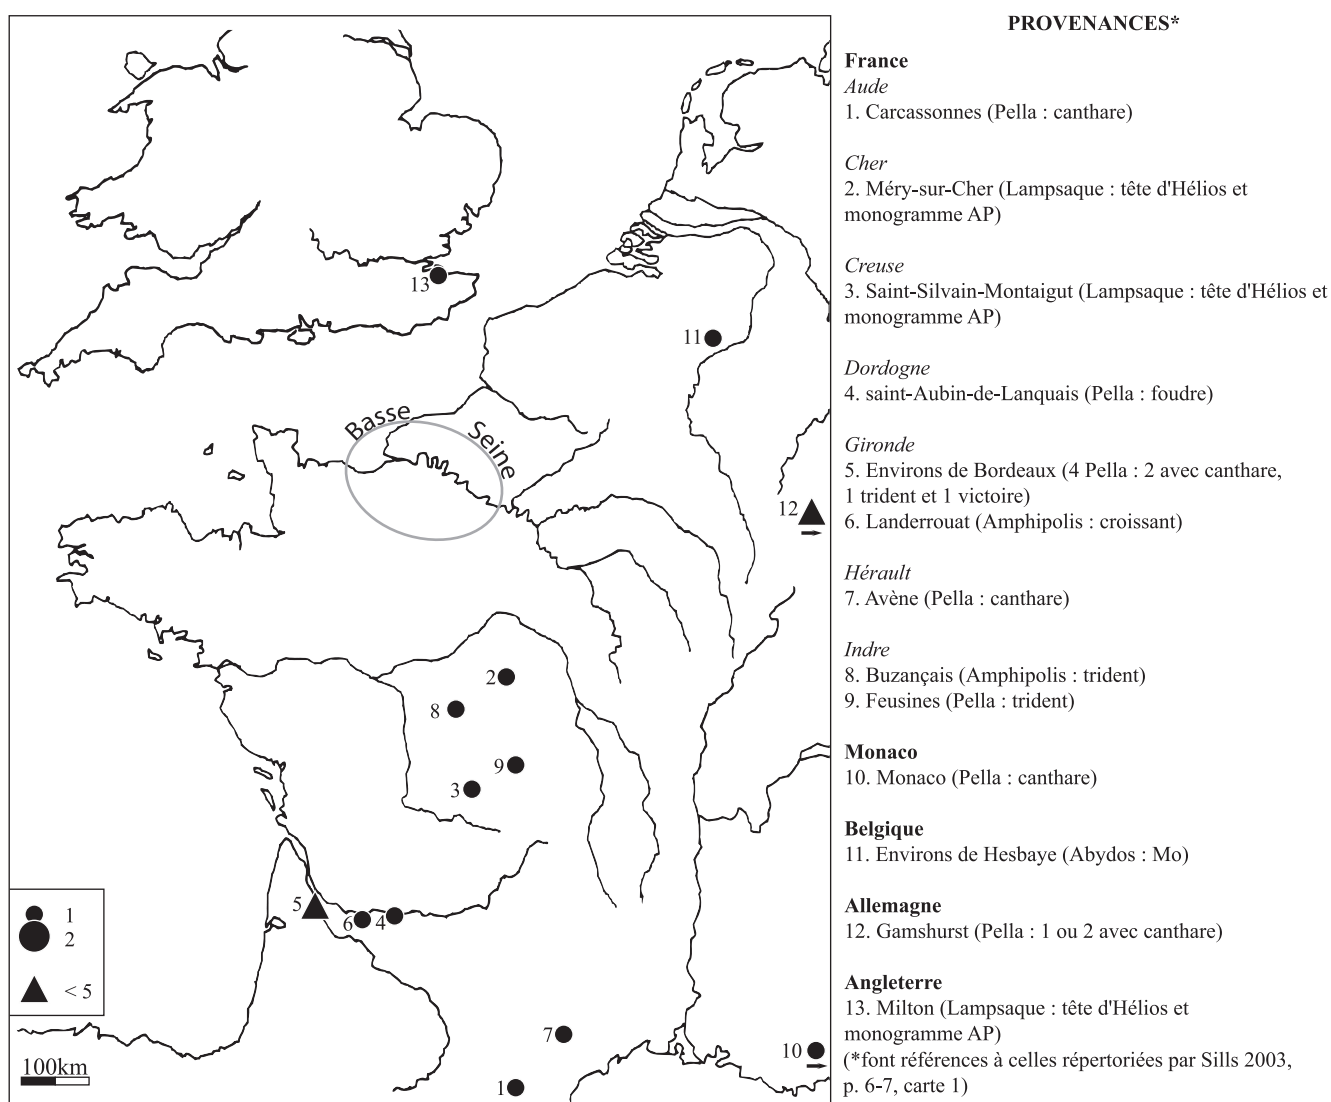 13
11
Basse
Seine
12
2
8
9
3
5
6
4
7
10
1
1
2
< 5
100km
PROVENANCES*
France
Aude
1. Carcassonnes (Pella : canthare)
Cher
2. Méry-sur-Cher (Lampsaque : tête d'Hélios et
monogramme AP)
Creuse
3. Saint-Silvain-Montaigut (Lampsaque : tête d'Hélios et
monogramme AP)
Dordogne
4. saint-Aubin-de-Lanquais (Pella : foudre)
Gironde
5. Environs de Bordeaux (4 Pella : 2 avec canthare,
1 trident et 1 victoire)
6. Landerrouat (Amphipolis : croissant)
Hérault
7. Avène (Pella : canthare)
Indre
8. Buzançais (Amphipolis : trident)
9. Feusines (Pella : trident)
Monaco
10. Monaco (Pella : canthare)
Belgique
11. Environs de Hesbaye (Abydos : Mo)
Allemagne
12. Gamshurst (Pella : 1 ou 2 avec canthare)
Angleterre
13. Milton (Lampsaque : tête d'Hélios et
monogramme AP)
(*font références à celles répertoriées par Sills 2003,
p. 6-7, carte 1)